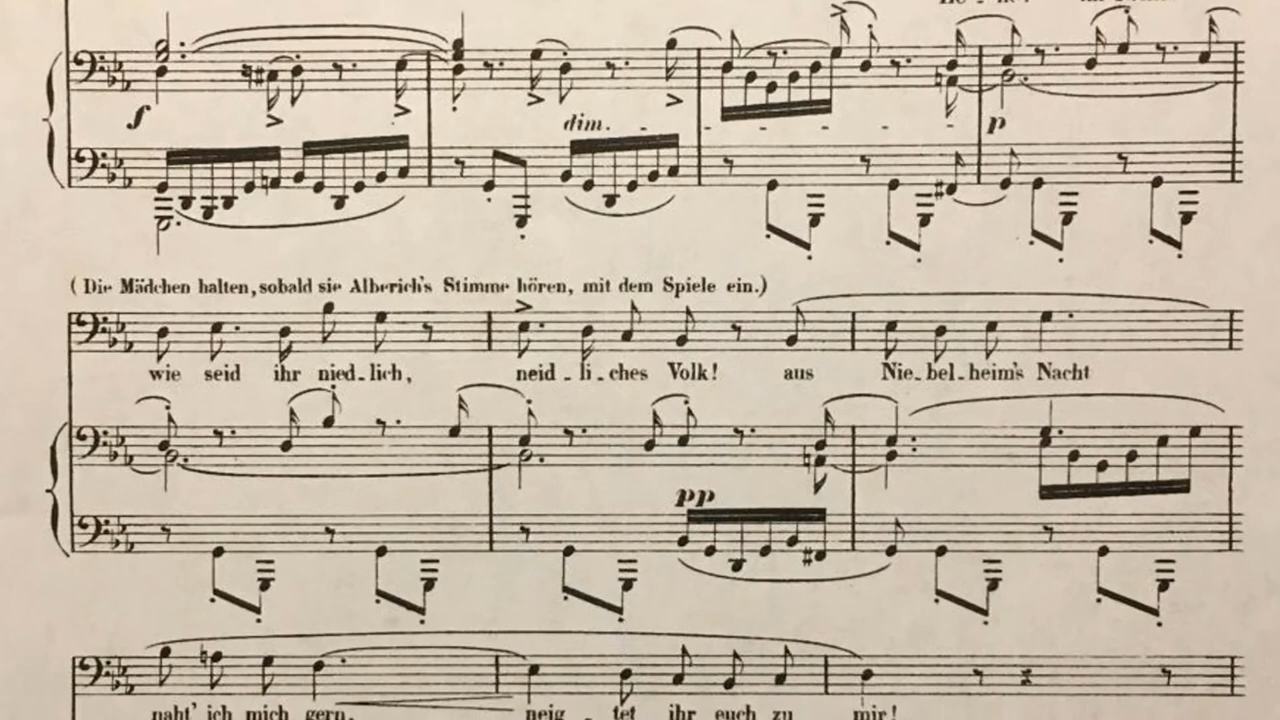 f
dim.
p
(Die Mädchen halten, sobald sie Alberich's Stimme hören, mit dem Spiele ein.)
wie seid ihr nied-lich, neid-li-ches Volk! aus Nie-bel-heim's Nacht
pp
naht' ich mich gern, neig-tet ihr euch zu mir!